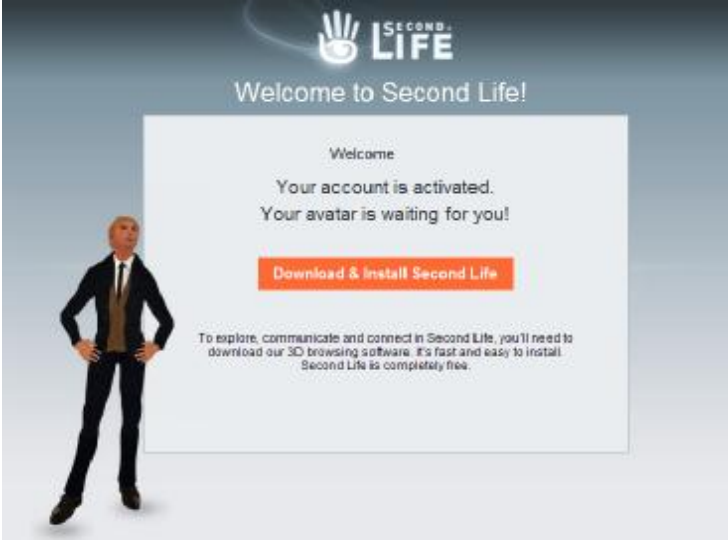 SECOND LIFE
Welcome to Second Life!
Welcome
Your account is activated.
Your avatar is waiting for you!
Download & Install Second Life
To explore, communicate and connect in Second Life, you'll need to
download our 3D browsing software. It's fast and easy to install.
Second Life is completely free.